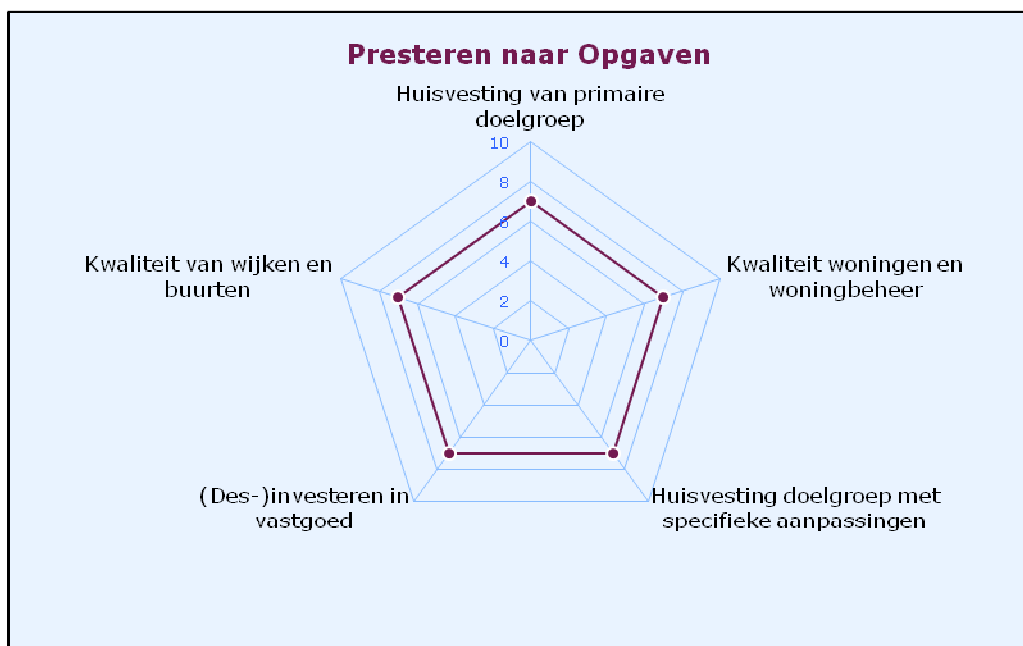 Presteren naar Opgaven
Huisvesting van primaire
doelgroep
10
8
6
4
2
0
Kwaliteit van wijken en
buurten
Kwaliteit woningen en
woningbeheer
(Des-)investeren in
vastgoed
Huisvesting doelgroep met
specifieke aanpassingen